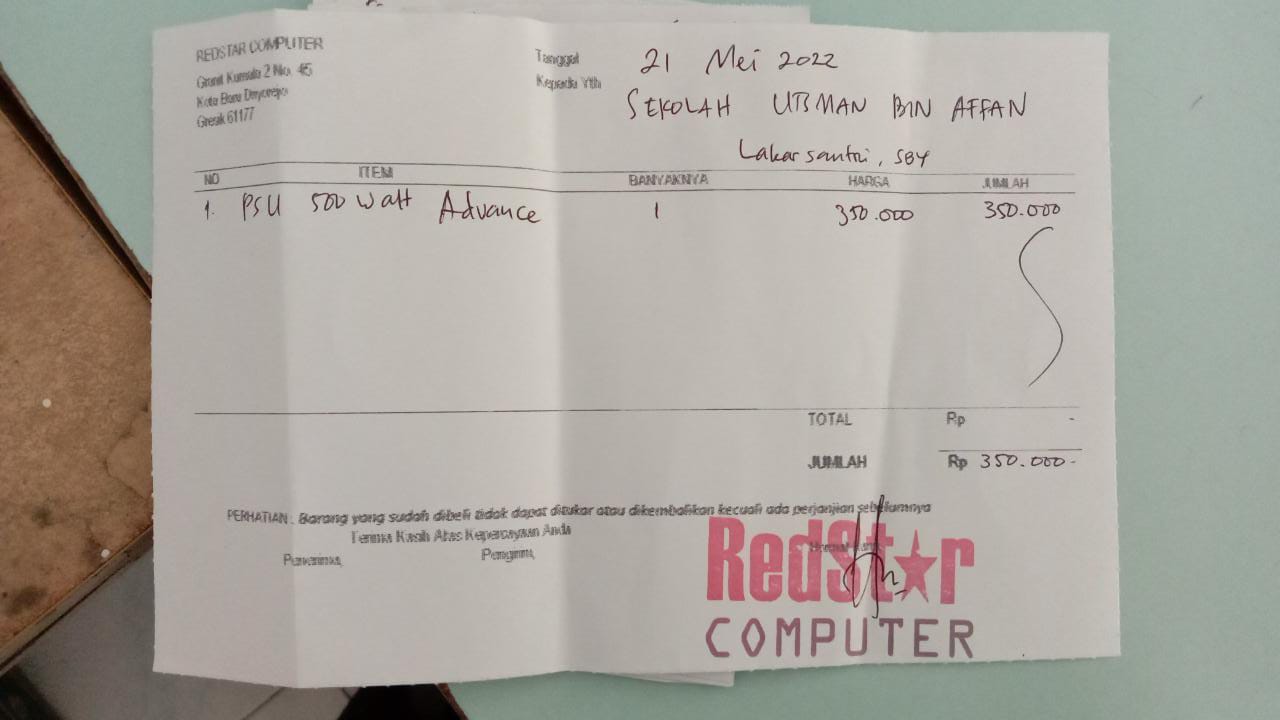 REDSTAR COMPUTER
Granit Kumala 2 No. 45
Kota Baru Driyorejo
Gresik 61177
Tanggal 21 Mei 2022
Kepada Yth
SEKOLAH UTSMAN BIN AFFAN
Lakarsantri, SBY
NO ITEM BANYAKNYA HARGA JUMLAH
1. PSU 500 Watt Advance 1 350.000 350.000
TOTAL Rp -
JUMLAH Rp 350.000-
PERHATIAN : Barang yang sudah dibeli tidak dapat ditukar atau dikembalikan kecuali ada perjanjian sebelumnya
Terima Kasih Atas Kepercayaan Anda
Penerima, Pengirim,
RedStar
COMPUTER